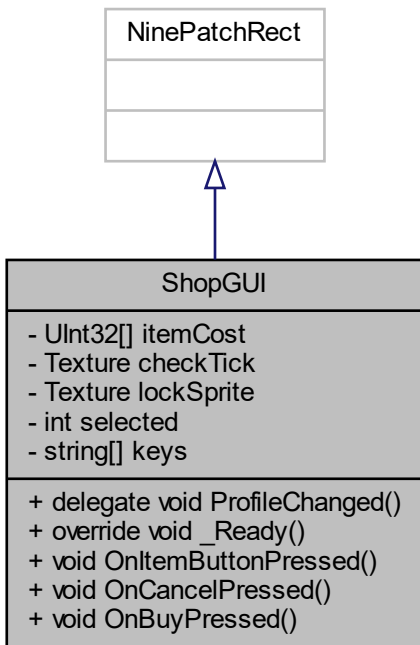 NinePatchRect
ShopGUI
- UInt32[] itemCost
- Texture checkTick
- Texture lockSprite
- int selected
- string[] keys
+ delegate void ProfileChanged()
+ override void _Ready()
+ void OnItemButtonPressed()
+ void OnCancelPressed()
+ void OnBuyPressed()